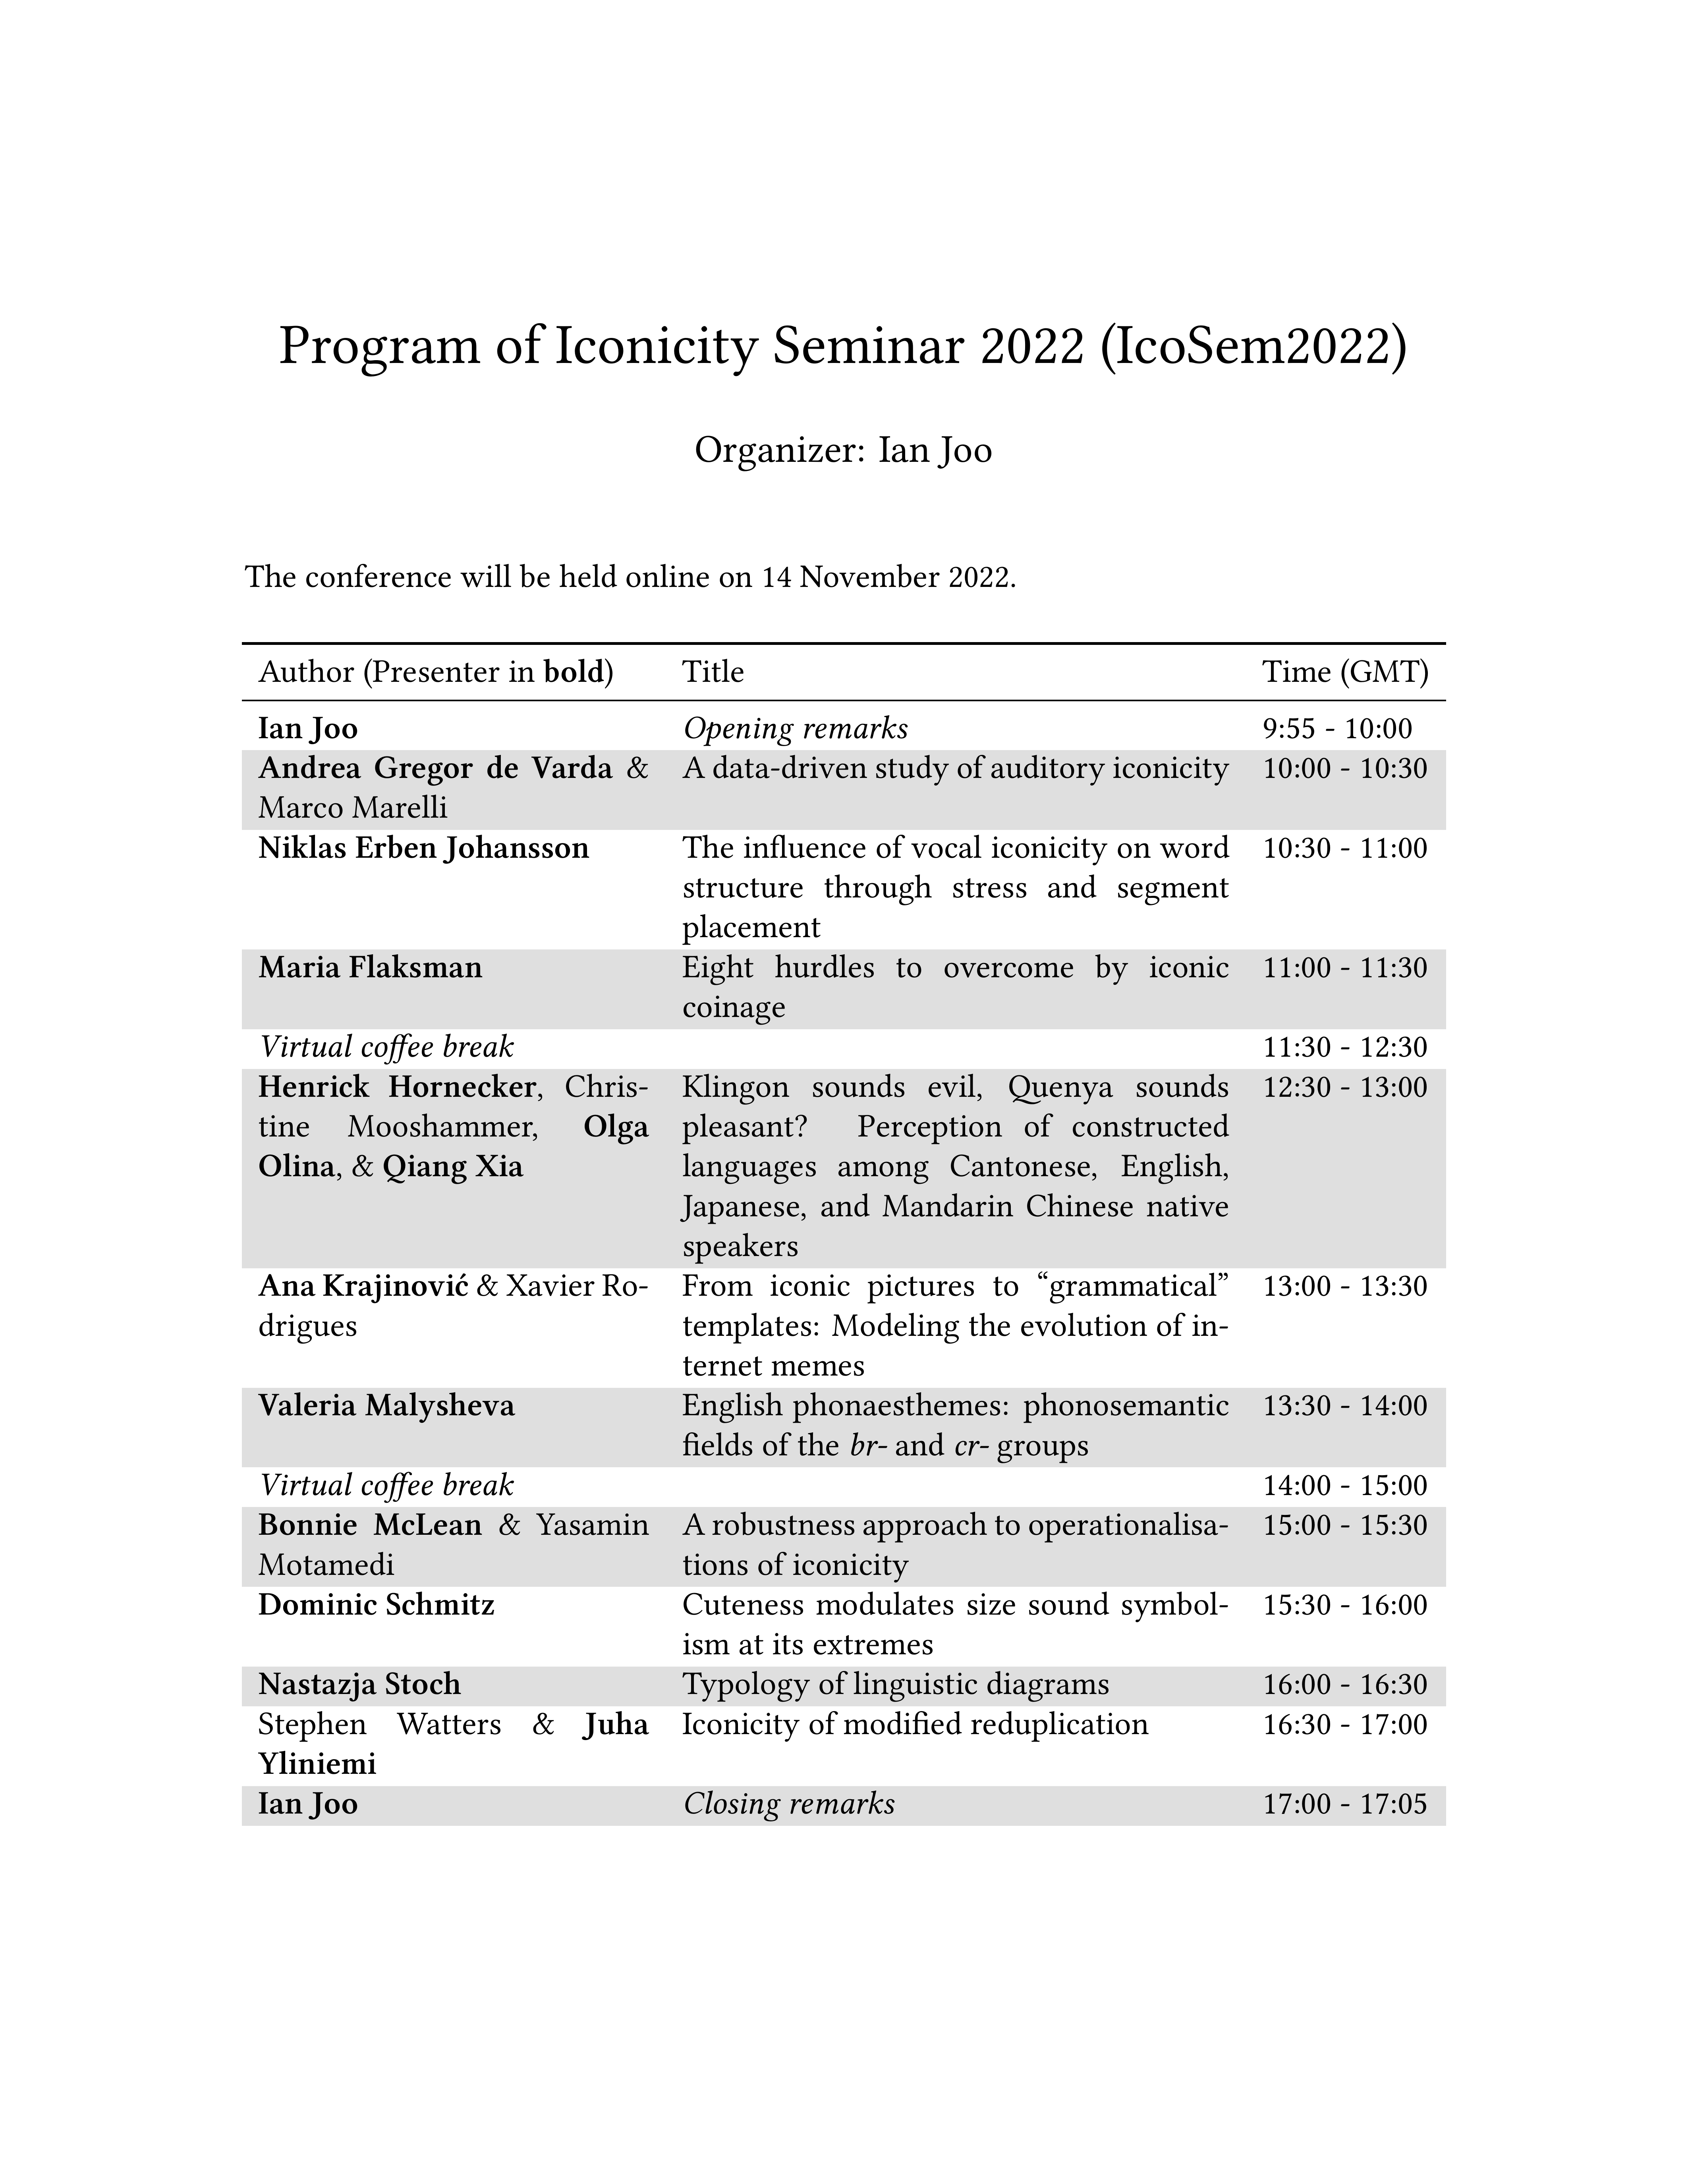 Program of Iconicity Seminar 2022 (IcoSem2022)
Organizer: Ian Joo
The conference will be held online on 14 November 2022.
Author (Presenter in bold) Title Time (GMT)
Ian Joo Opening remarks 9:55 - 10:00
Andrea Gregor de Varda & A data-driven study of auditory iconicity 10:00 - 10:30
Marco Marelli
Niklas Erben Johansson The influence of vocal iconicity on word 10:30 - 11:00
structure through stress and segment
placement
Maria Flaksman Eight hurdles to overcome by iconic 11:00 - 11:30
coinage
Virtual coffee break 11:30 - 12:30
Henrick Hornecker, Chris- Klingon sounds evil, Quenya sounds 12:30 - 13:00
tine Mooshammer, Olga pleasant? Perception of constructed
Olina, & Qiang Xia languages among Cantonese, English,
Japanese, and Mandarin Chinese native
speakers
Ana Krajinović & Xavier Ro- From iconic pictures to “grammatical” 13:00 - 13:30
drigues templates: Modeling the evolution of in-
ternet memes
Valeria Malysheva English phonaesthemes: phonosemantic 13:30 - 14:00
fields of the br- and cr- groups
Virtual coffee break 14:00 - 15:00
Bonnie McLean & Yasamin A robustness approach to operationalisa- 15:00 - 15:30
Motamedi tions of iconicity
Dominic Schmitz Cuteness modulates size sound symbol- 15:30 - 16:00
ism at its extremes
Nastazja Stoch Typology of linguistic diagrams 16:00 - 16:30
Stephen Watters & Juha Iconicity of modified reduplication 16:30 - 17:00
Yliniemi
Ian Joo Closing remarks 17:00 - 17:05